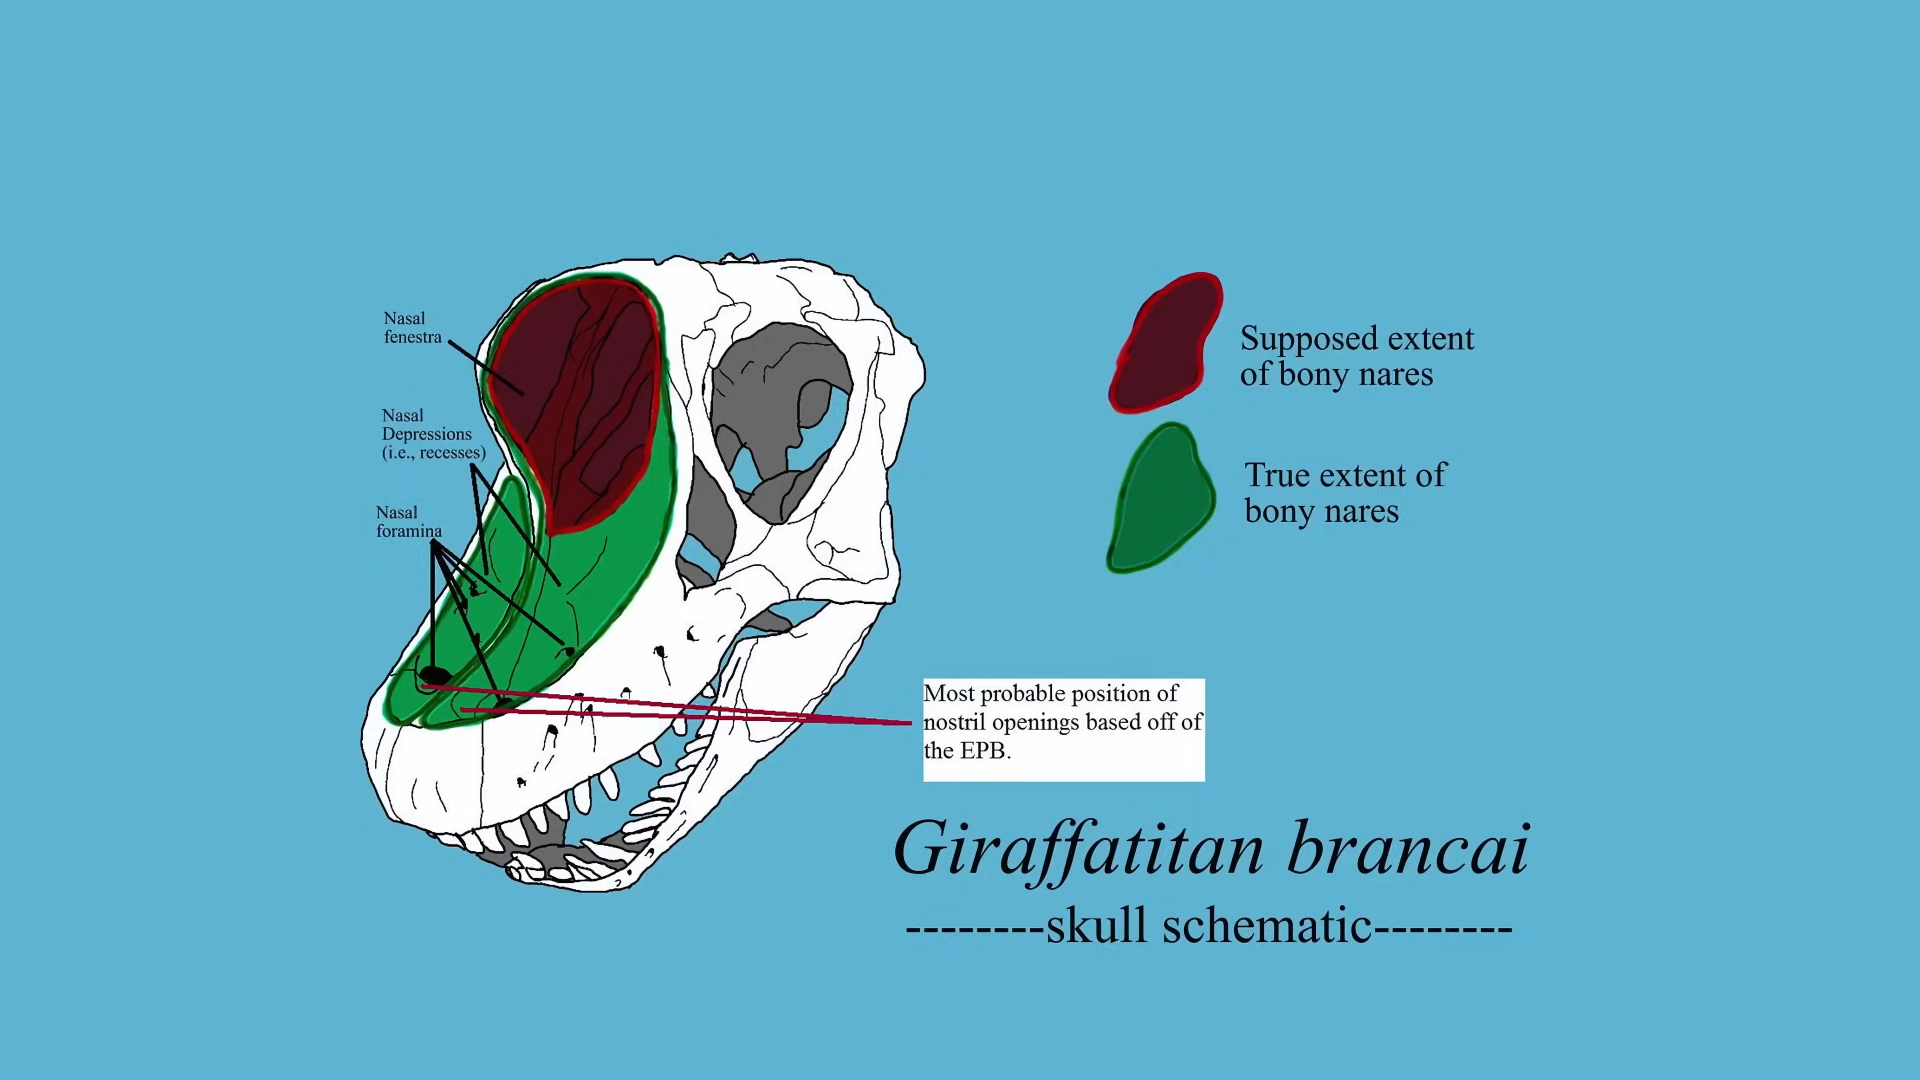 Nasal
fenestra
Nasal
Depressions
(i.e., recesses)
Nasal
foramina
Supposed extent
of bony nares
True extent of
bony nares
Most probable position of
nostril openings based off of
the EPB.
Giraffatitan brancai
--------skull schematic--------